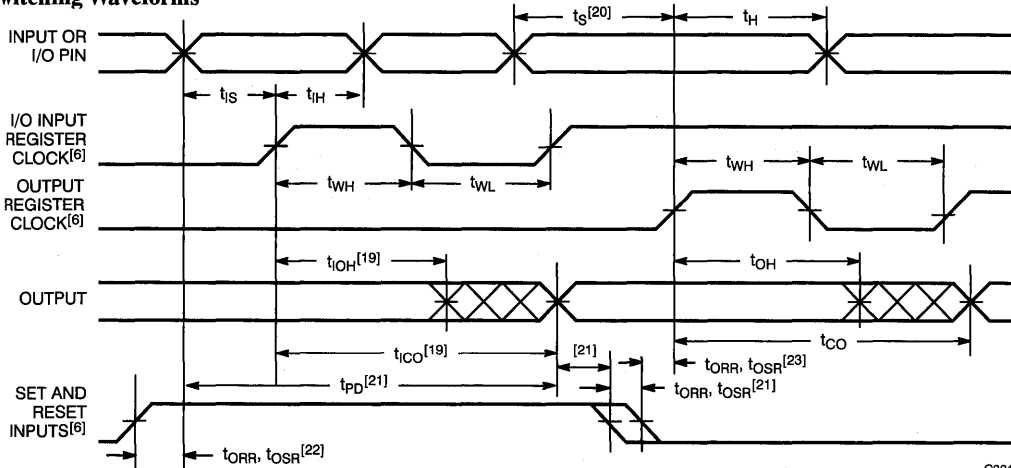 witching Waveforms
tS[20]
tH
INPUT OR
I/O PIN
tIS
tIH
I/O INPUT
REGISTER
CLOCK[6]
tWH
tWL
tWH
tWL
OUTPUT
REGISTER
CLOCK[6]
tIOH[19]
tOH
OUTPUT
tICO[19]
[21]
tCO
tORR, tOSR[23]
tPD[21]
tORR, tOSR[21]
SET AND
RESET
INPUTS[6]
tORR, tOSR[22]